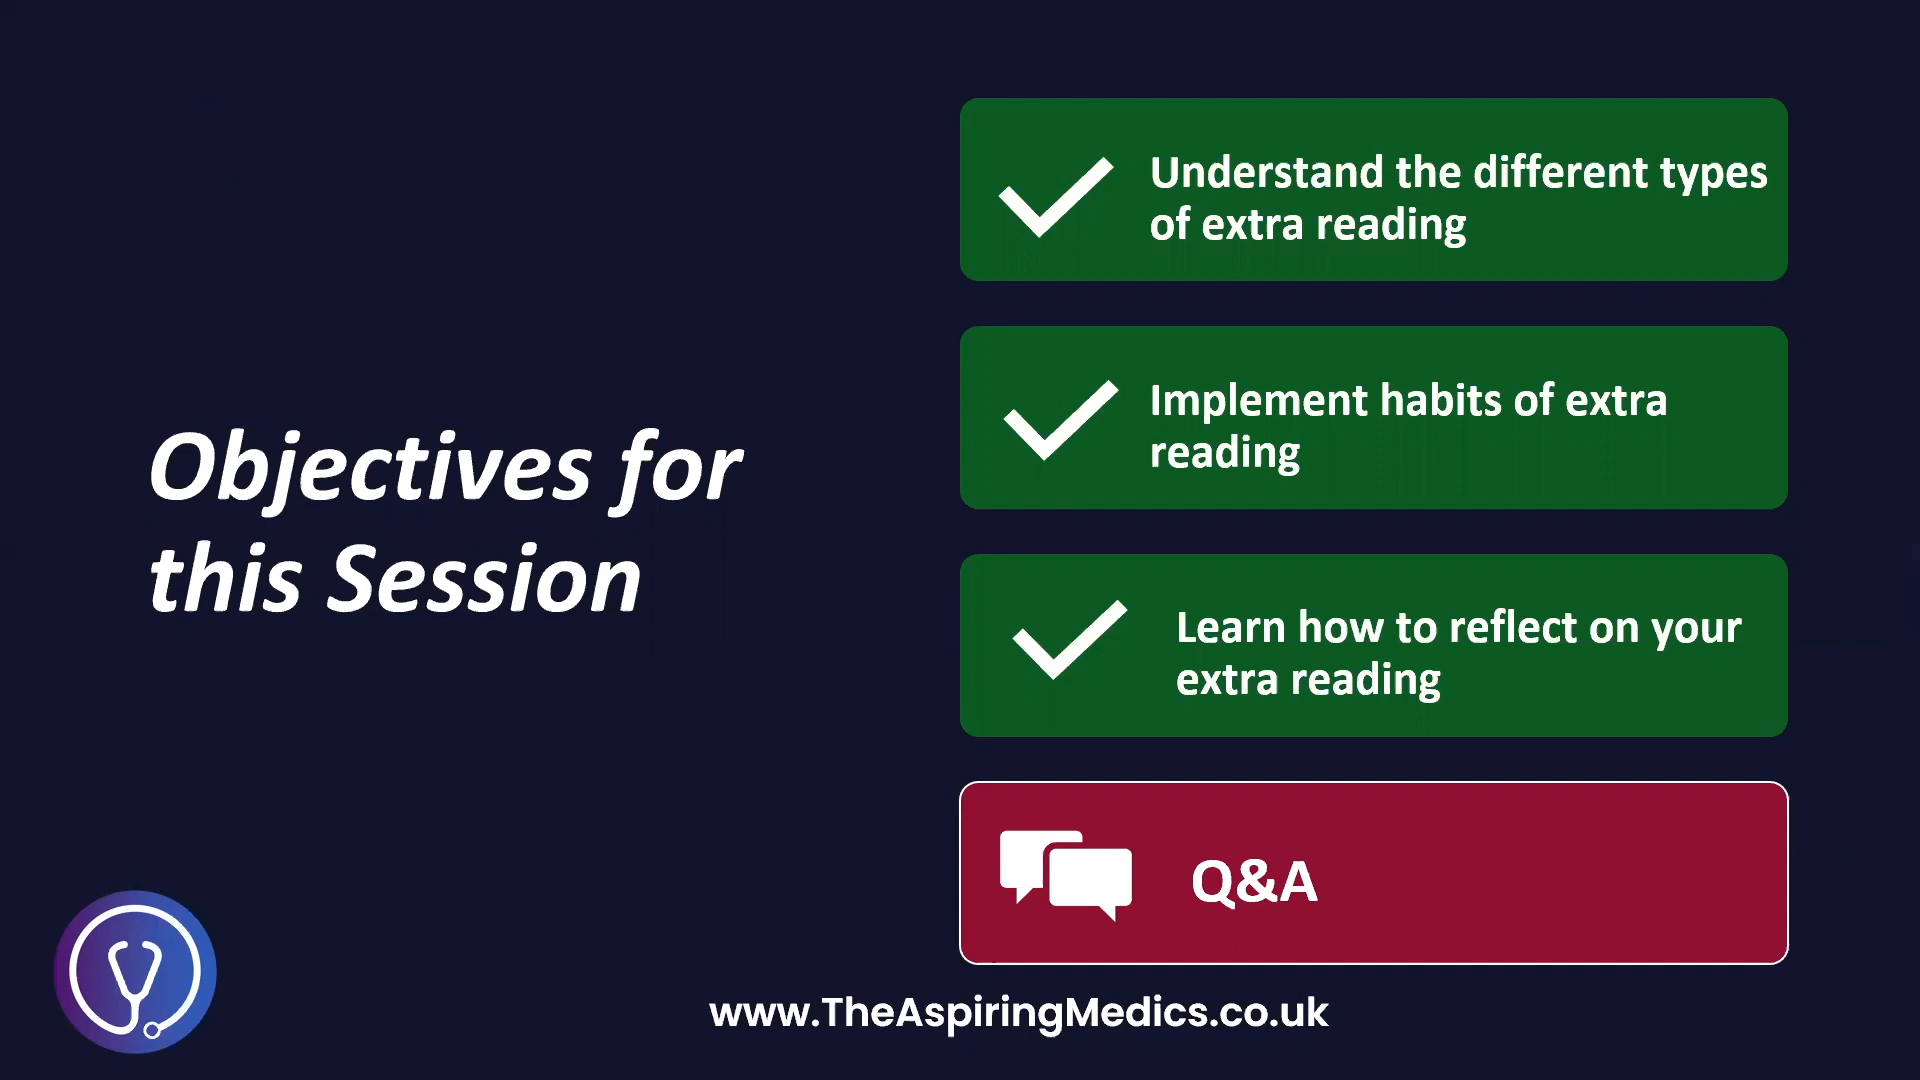 Objectives for
this Session
Understand the different types
of extra reading
Implement habits of extra
reading
Learn how to reflect on your
extra reading
Q&A
www.TheAspiringMedics.co.uk